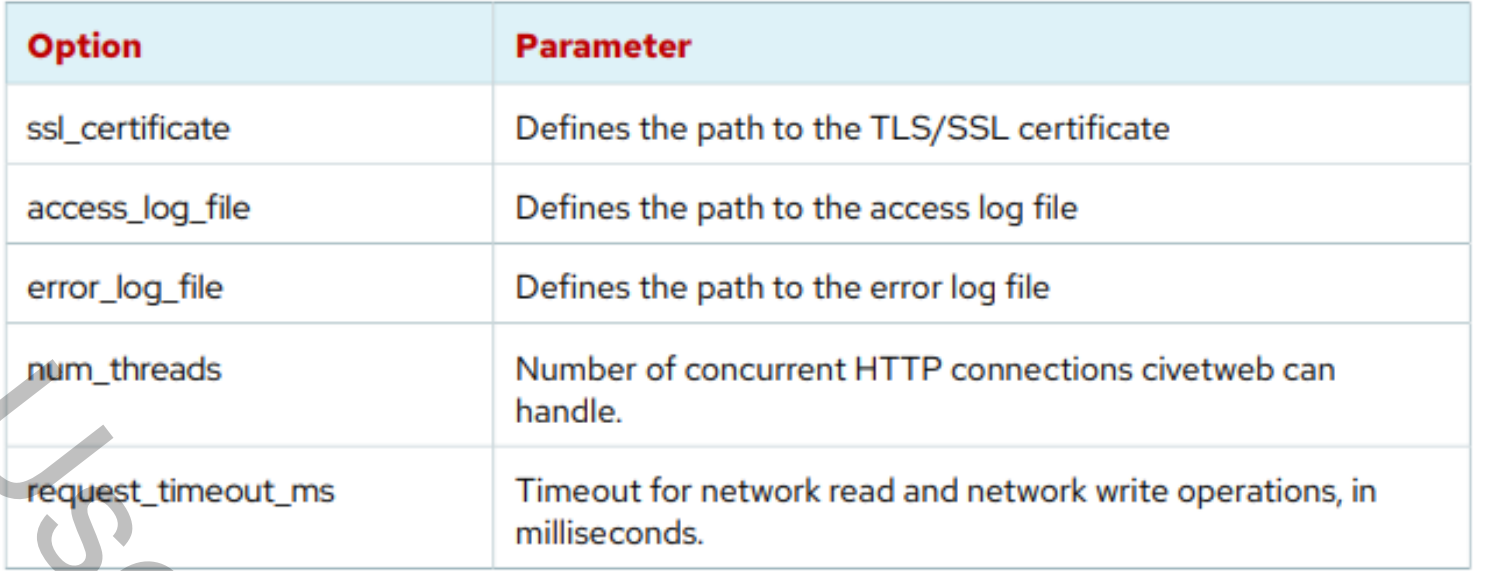 Option Parameter
ssl_certificate Defines the path to the TLS/SSL certificate
access_log_file Defines the path to the access log file
error_log_file Defines the path to the error log file
num_threads Number of concurrent HTTP connections civetweb can
handle.
request_timeout_ms Timeout for network read and network write operations, in
milliseconds.